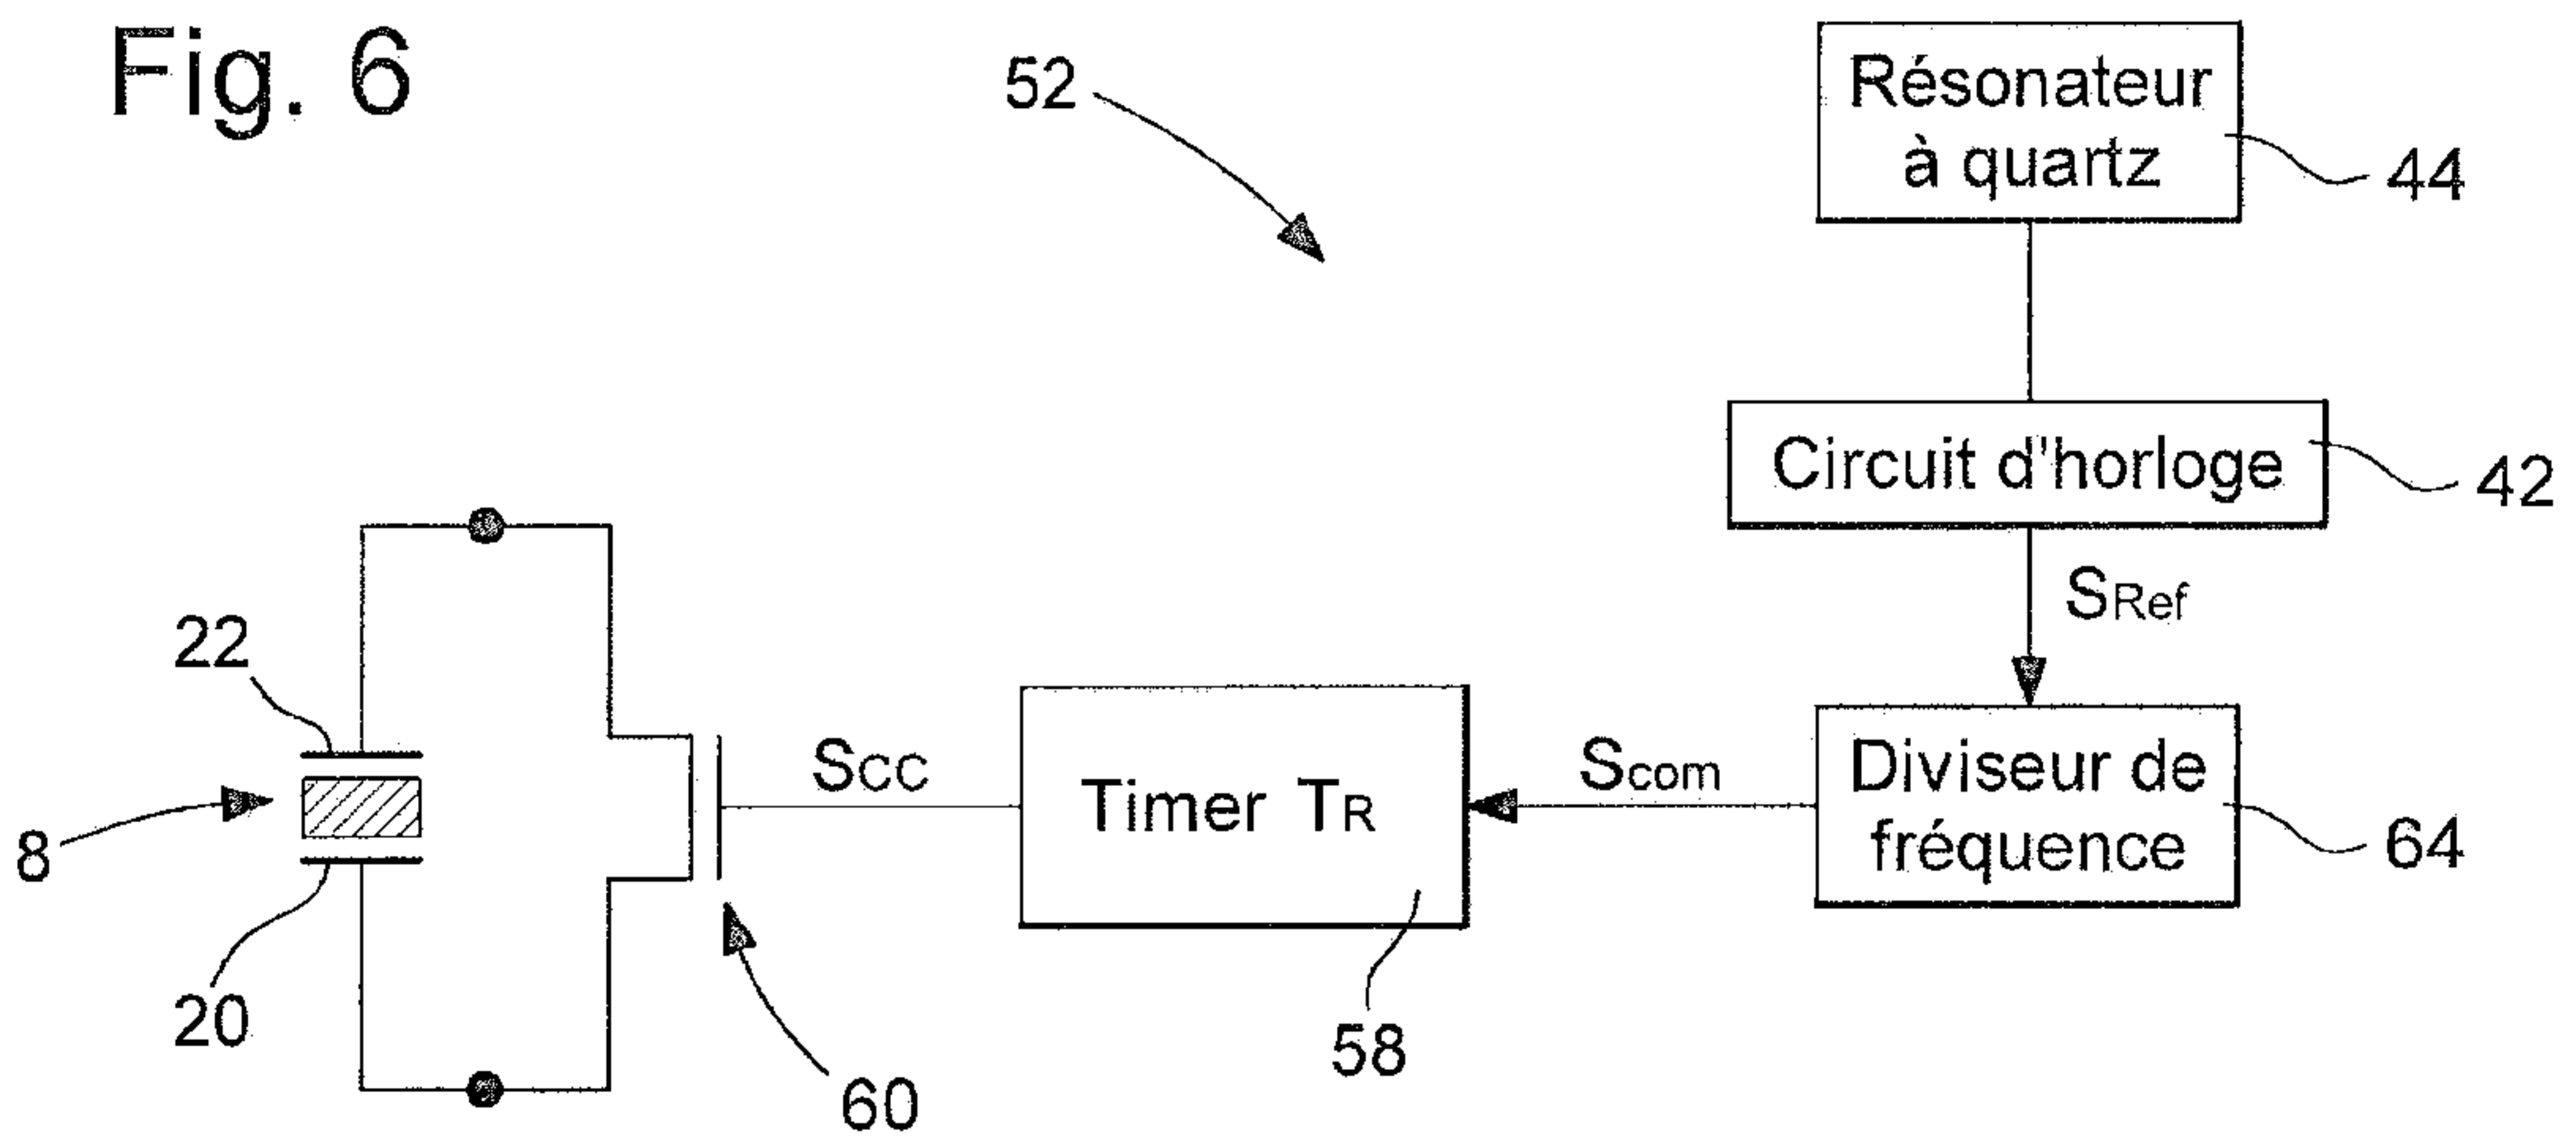 Fig. 6
52
Résonateur
à quartz
44
Circuit d'horloge
42
SRef
22
8
20
60
SCC
Timer TR
58
Scom
Diviseur de
fréquence
64